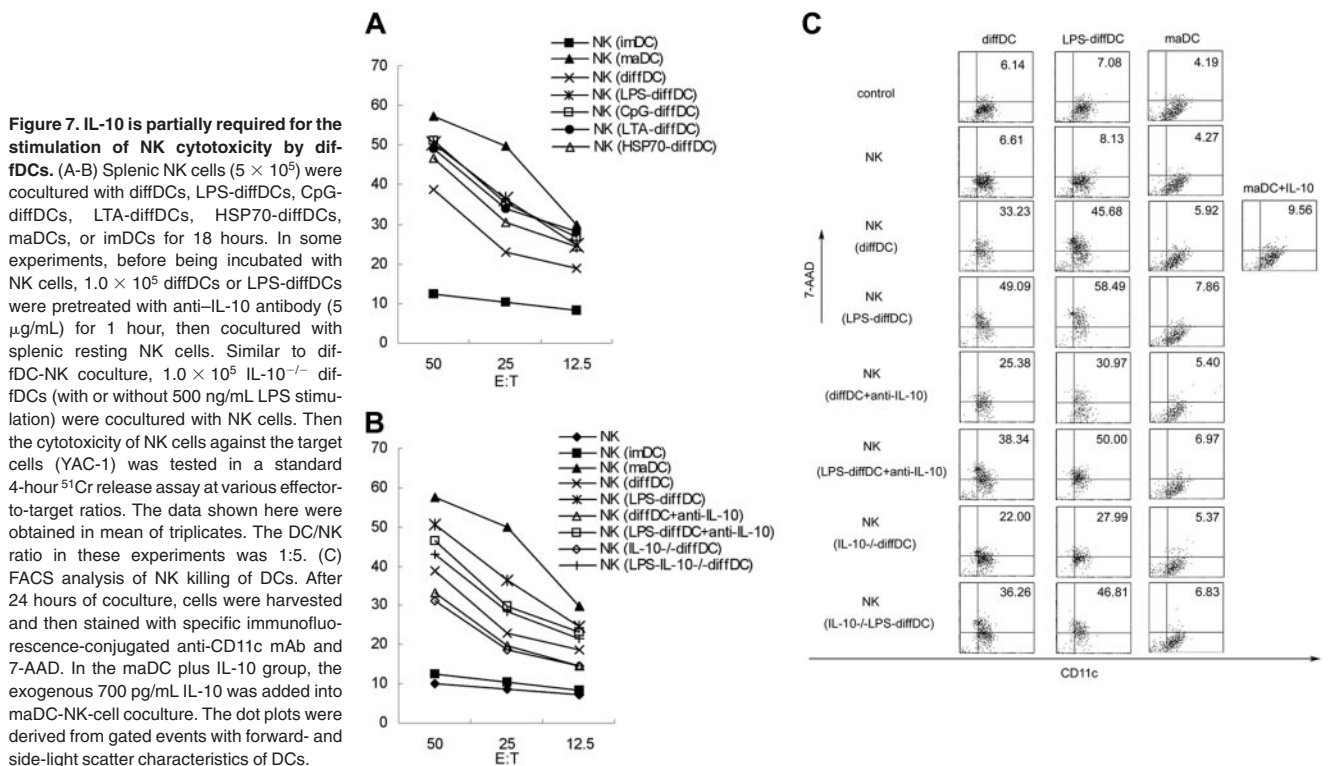 Figure 7. IL-10 is partially required for the
stimulation of NK cytotoxicity by dif-
fDCs. (A-B) Splenic NK cells (5 × 10⁵) were
cocultured with diffDCs, LPS-diffDCs, CpG-
diffDCs, LTA-diffDCs, HSP70-diffDCs,
maDCs, or imDCs for 18 hours. In some
experiments, before being incubated with
NK cells, 1.0 × 10⁵ diffDCs or LPS-diffDCs
were pretreated with anti–IL-10 antibody (5
μg/mL) for 1 hour, then cocultured with
splenic resting NK cells. Similar to dif-
fDC-NK coculture, 1.0 × 10⁵ IL-10⁻/⁻ dif-
fDCs (with or without 500 ng/mL LPS stimu-
lation) were cocultured with NK cells. Then
the cytotoxicity of NK cells against the target
cells (YAC-1) was tested in a standard
4-hour ⁵¹Cr release assay at various effector-
to-target ratios. The data shown here were
obtained in mean of triplicates. The DC/NK
ratio in these experiments was 1:5. (C)
FACS analysis of NK killing of DCs. After
24 hours of coculture, cells were harvested
and then stained with specific immunofluo-
rescence-conjugated anti-CD11c mAb and
7-AAD. In the maDC plus IL-10 group, the
exogenous 700 pg/mL IL-10 was added into
maDC-NK-cell coculture. The dot plots were
derived from gated events with forward- and
side-light scatter characteristics of DCs.
A
NK (imDC)
NK (maDC)
NK (diffDC)
NK (LPS-diffDC)
NK (CpG-diffDC)
NK (LTA-diffDC)
NK (HSP70-diffDC)
70
60
50
40
30
20
10
0
50 25 12.5
E:T
B
NK
NK (imDC)
NK (maDC)
NK (diffDC)
NK (LPS-diffDC)
NK (diffDC+anti-IL-10)
NK (LPS-diffDC+anti-IL-10)
NK (IL-10-/-diffDC)
NK (LPS-IL-10-/-diffDC)
70
60
50
40
30
20
10
0
50 25 12.5
E:T
C
diffDC LPS-diffDC maDC
control 6.14 7.08 4.19
NK 6.61 8.13 4.27
maDC+IL-10
NK
(diffDC) 33.23 45.68 5.92 9.56
NK
(LPS-diffDC) 49.09 58.49 7.86
NK
(diffDC+anti-IL-10) 25.38 30.97 5.40
NK
(LPS-diffDC+anti-IL-10) 38.34 50.00 6.97
NK
(IL-10-/-diffDC) 22.00 27.99 5.37
NK
(IL-10-/-LPS-diffDC) 36.26 46.81 6.83
7-AAD
CD11c